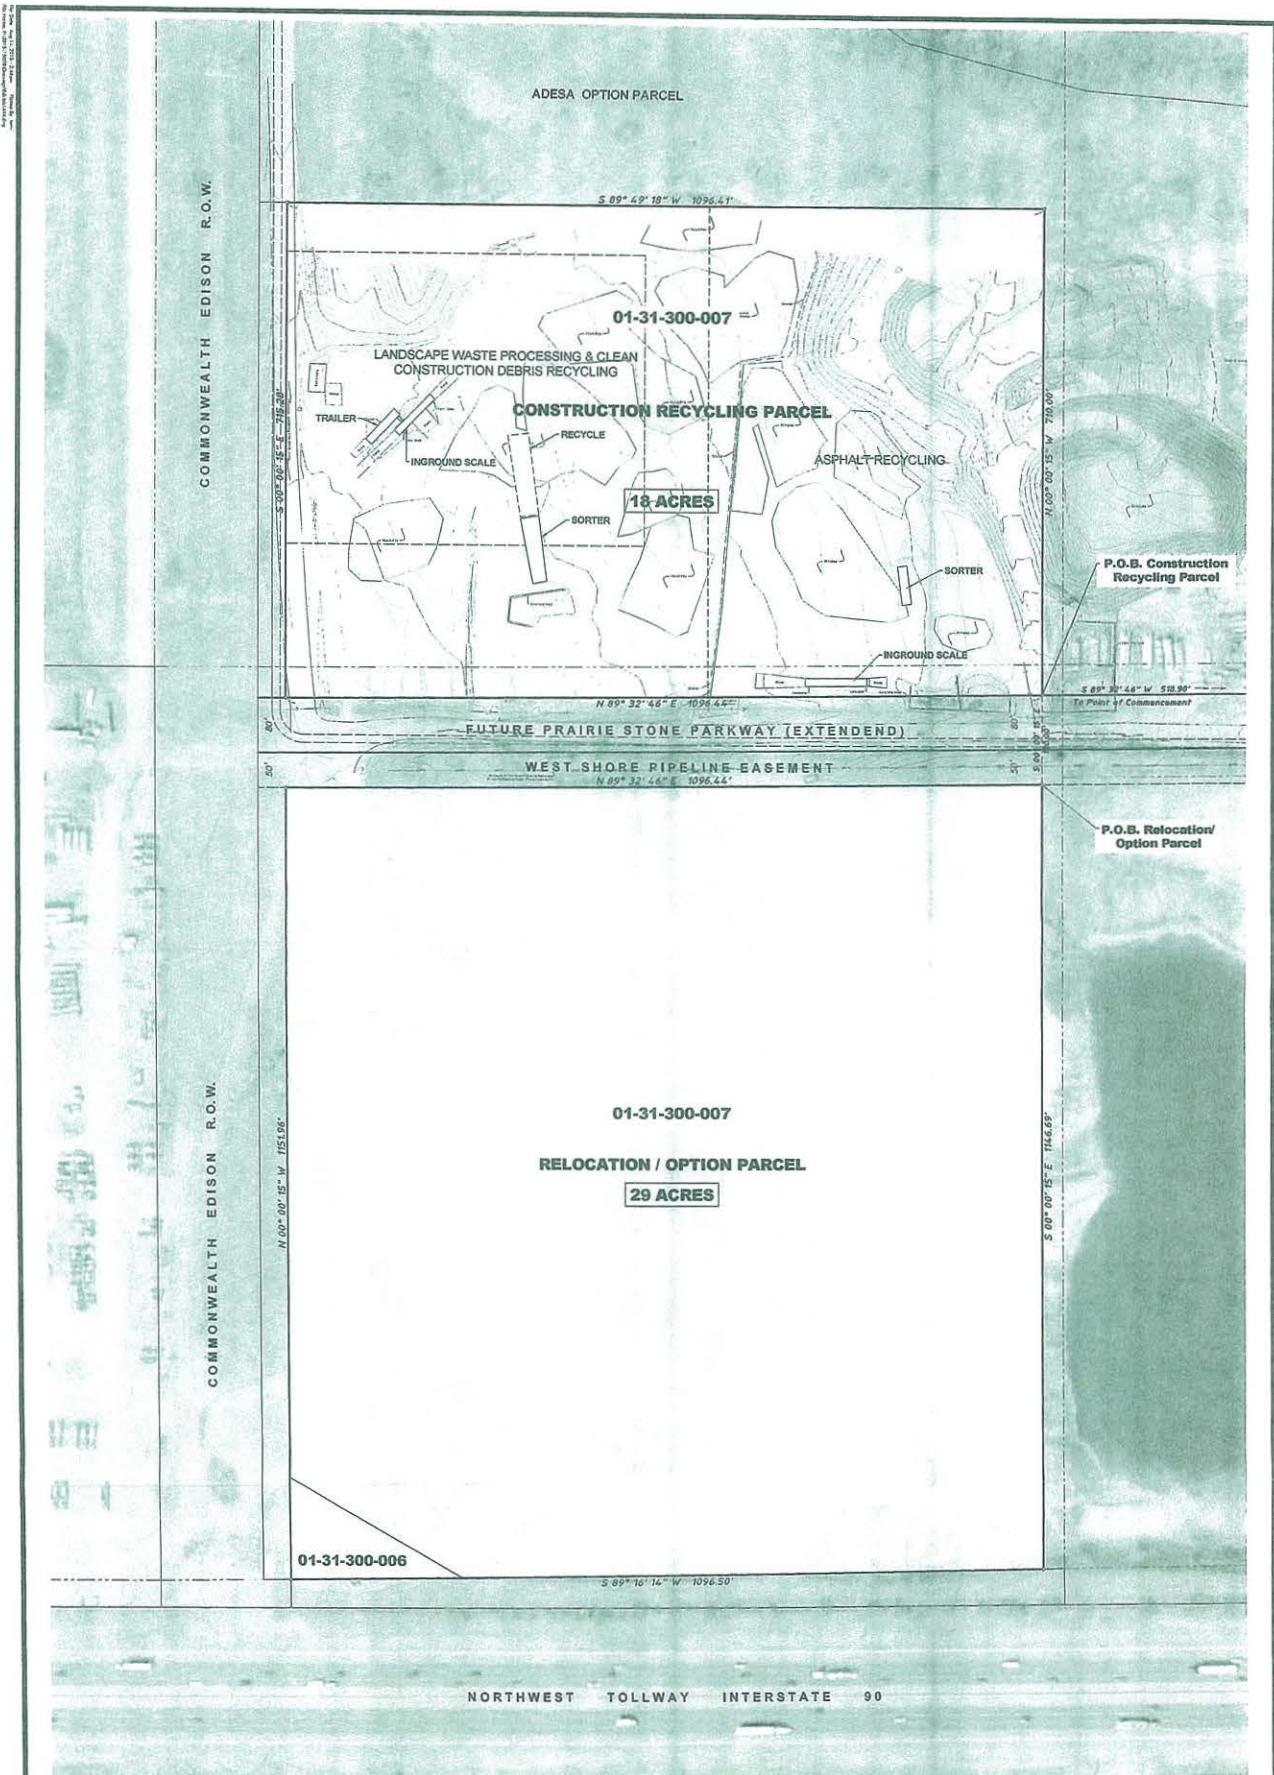 ADESA OPTION PARCEL
COMMONWEALTH EDISON R.O.W.
S 89° 49' 18" W 1096.41'
01-31-300-007
LANDSCAPE WASTE PROCESSING & CLEAN
CONSTRUCTION DEBRIS RECYCLING
CONSTRUCTION RECYCLING PARCEL
TRAILER
RECYCLE
INGROUND SCALE
ASPHALT RECYCLING
18 ACRES
SORTER
SORTER
S 00° 00' 15" E 715.28'
N 00° 00' 15" W 710.00'
P.O.B. Construction
Recycling Parcel
INGROUND SCALE
S 89° 32' 46" W 518.90'
To Point of Commencement
N 89° 32' 46" E 1096.44'
80'
80'
FUTURE PRAIRIE STONE PARKWAY (EXTENDEND)
50'
50'
WEST SHORE PIPELINE EASEMENT
N 89° 32' 46" E 1096.44'
P.O.B. Relocation/
Option Parcel
COMMONWEALTH EDISON R.O.W.
N 00° 00' 15" W 1151.96'
S 00° 00' 15" E 1146.69'
01-31-300-007
RELOCATION / OPTION PARCEL
29 ACRES
01-31-300-006
S 89° 16' 14" W 1096.50'
NORTHWEST TOLLWAY INTERSTATE 90